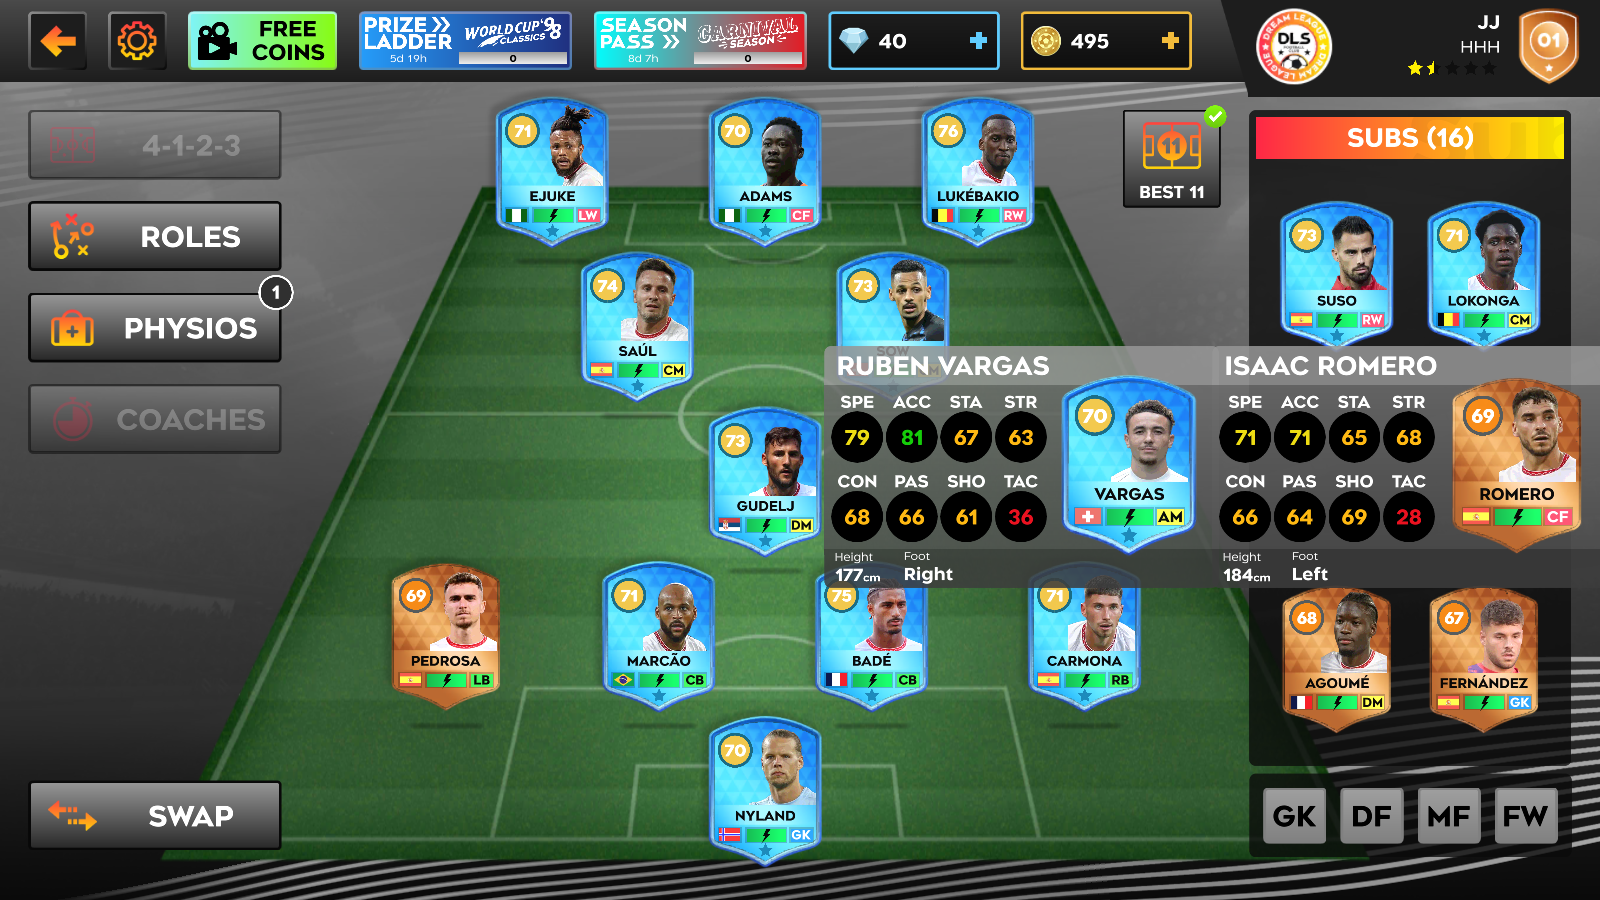 FREE
COINS
PRIZE
LADDER
5d 19h
WORLD CUP '98
CLASSICS
0
SEASON
PASS
8d 7h
CARNIVAL
SEASON
0
40
495
DREAM LEAGUE
DLS
DREAM LEAGUE
JJ
HHH
01
4-1-2-3
ROLES
PHYSIOS
1
COACHES
SWAP
71
EJUKE
LW
70
ADAMS
CF
76
LUKÉBAKIO
RW
11
BEST 11
74
SAÚL
CM
73
SOW
73
GUDELJ
DM
69
PEDROSA
LB
71
MARCÃO
CB
75
BADÉ
CB
71
CARMONA
RB
70
NYLAND
GK
SUBS (16)
73
SUSO
RW
71
LOKONGA
CM
RUBEN VARGAS
SPE ACC STA STR
79 81 67 63
CON PAS SHO TAC
68 66 61 36
Height Foot
177cm Right
70
VARGAS
AM
ISAAC ROMERO
SPE ACC STA STR
71 71 65 68
CON PAS SHO TAC
66 64 69 28
Height Foot
184cm Left
69
ROMERO
CF
68
AGOUMÉ
DM
67
FERNÁNDEZ
GK
GK DF MF FW